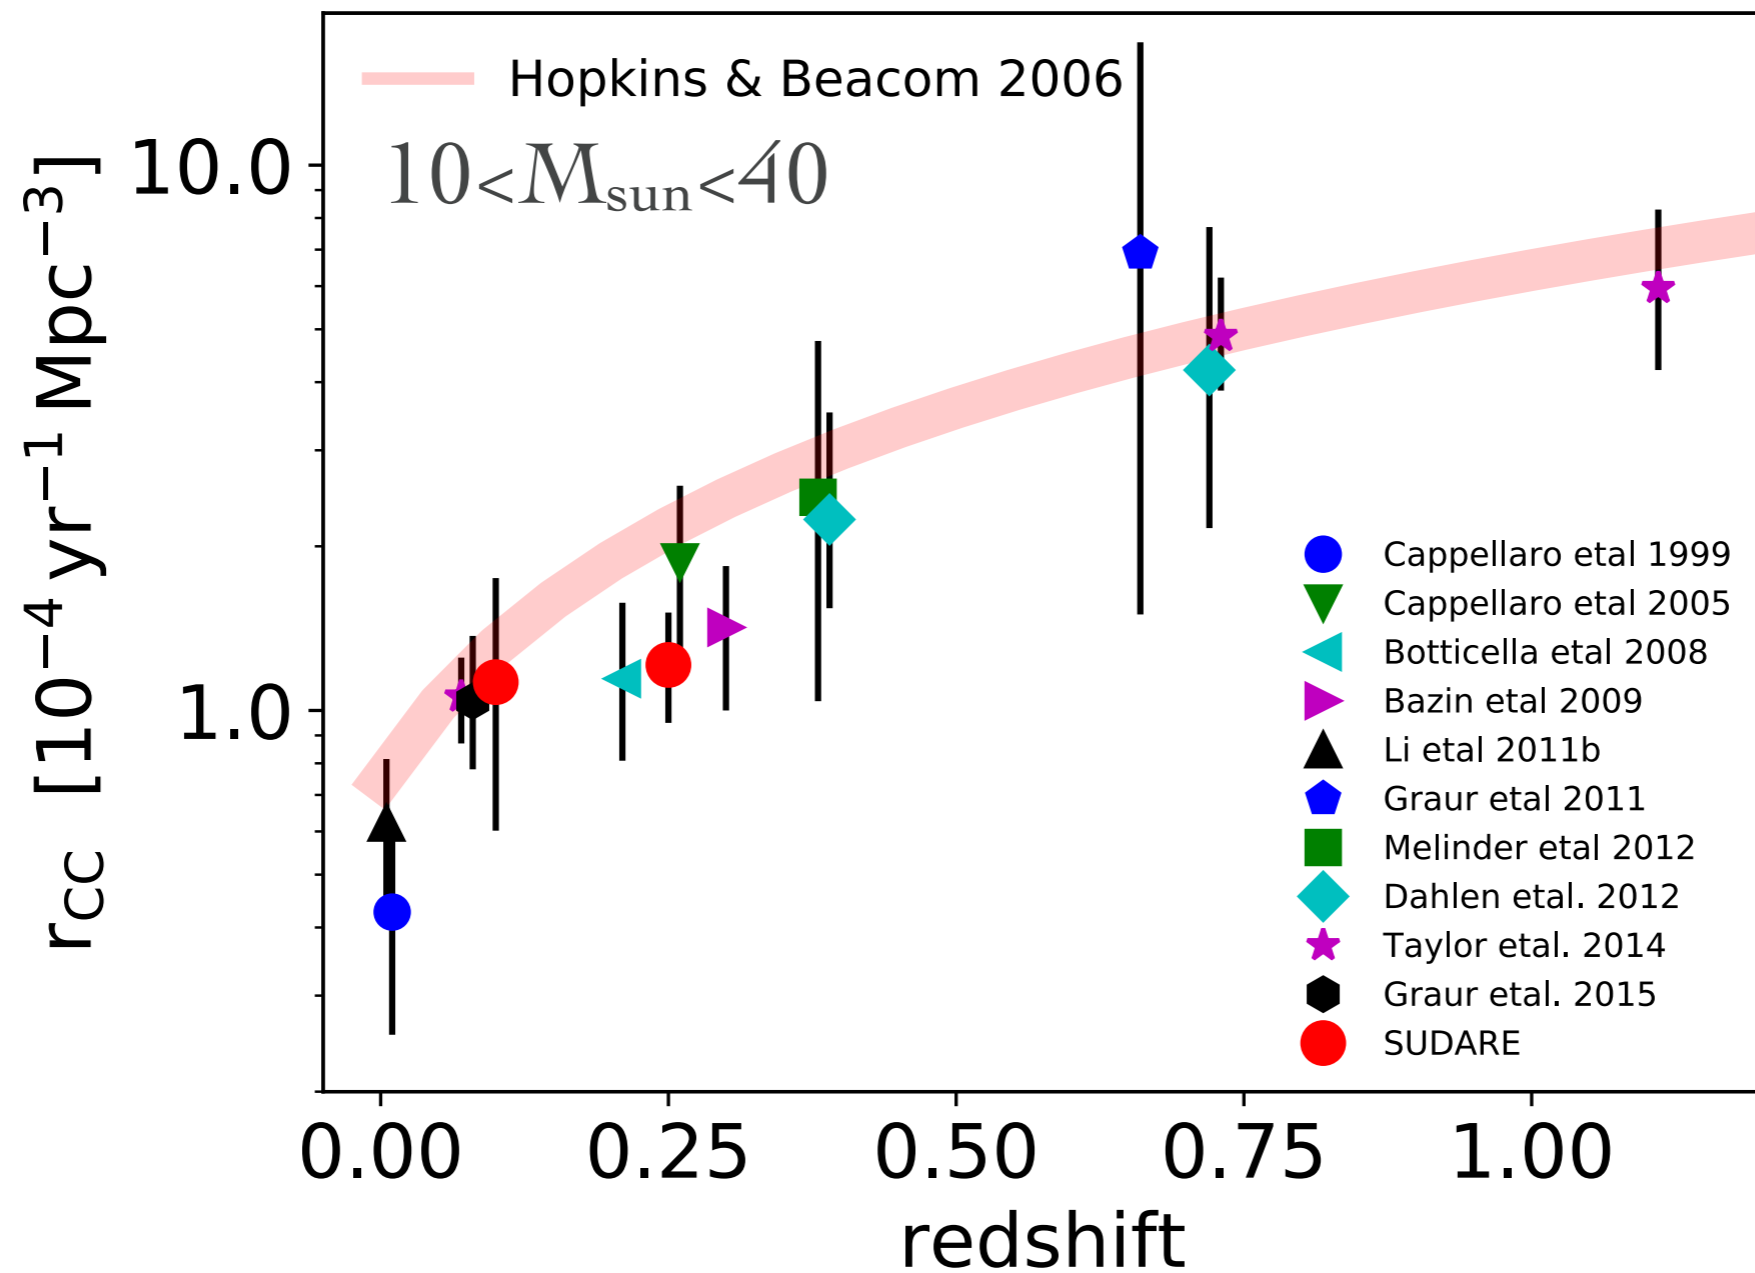 Hopkins & Beacom 2006
10<M_sun<40
10.0
1.0
r_CC [10⁻⁴ yr⁻¹ Mpc⁻³]
Cappellaro etal 1999
Cappellaro etal 2005
Botticella etal 2008
Bazin etal 2009
Li etal 2011b
Graur etal 2011
Melinder etal 2012
Dahlen etal. 2012
Taylor etal. 2014
Graur etal. 2015
SUDARE
0.00 0.25 0.50 0.75 1.00
redshift